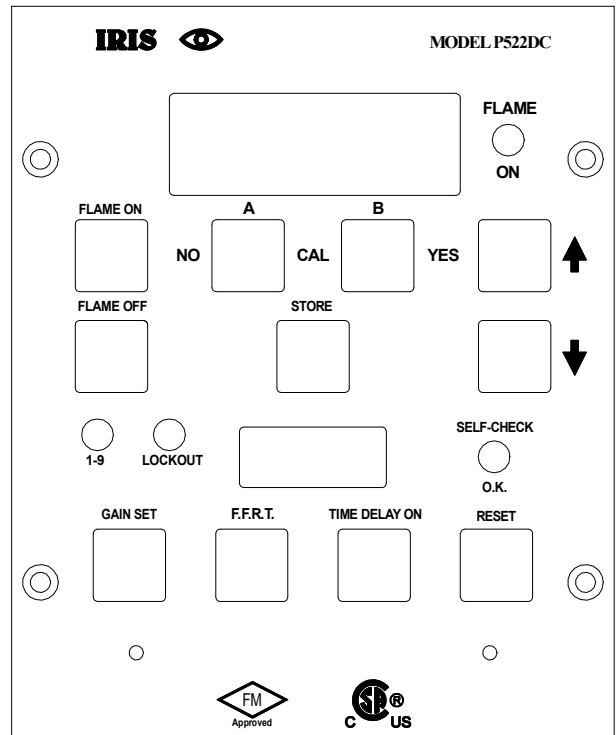 IRIS MODEL P522DC
FLAME
ON
FLAME ON A B
NO CAL YES
FLAME OFF STORE
1-9 LOCKOUT SELF-CHECK
O.K.
GAIN SET F.F.R.T. TIME DELAY ON RESET
FM
Approved
C SA ® US